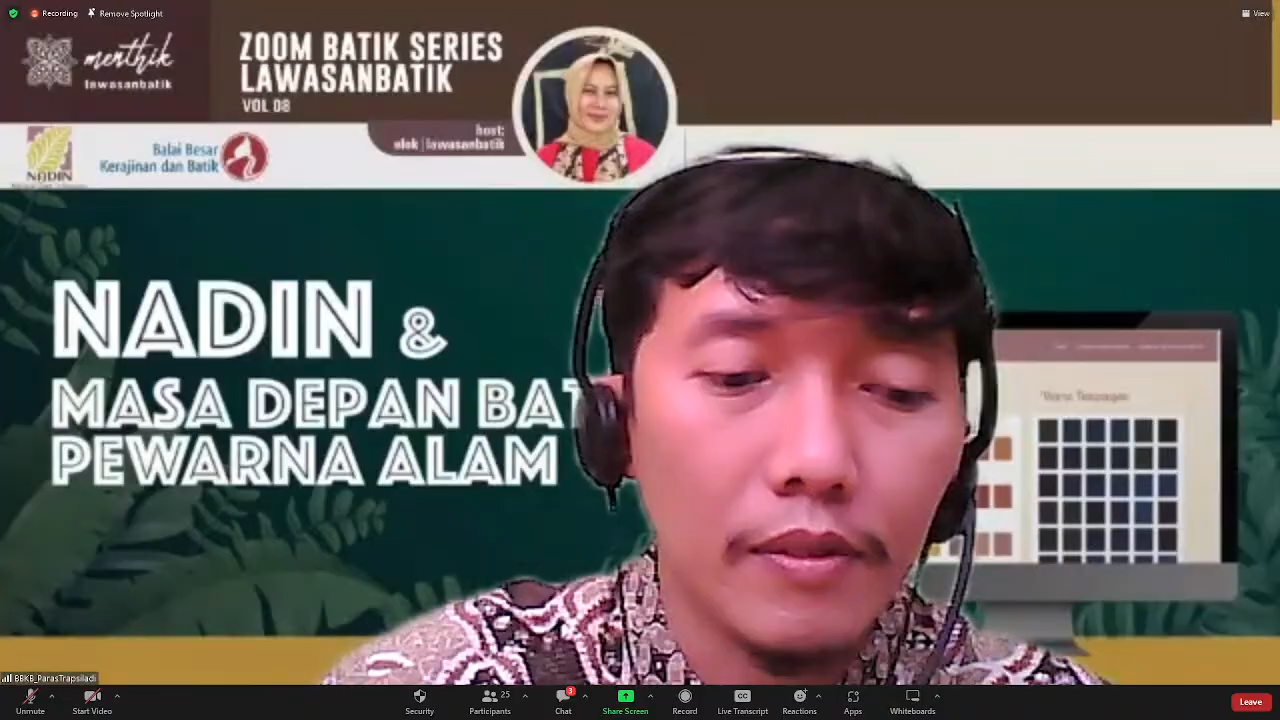 Recording
Remove Spotlight
View
menthik
lawasanbatik
ZOOM BATIK SERIES
LAWASANBATIK
VOL 08
host:
elok | lawasanbatik
NADIN
Balai Besar
Kerajinan dan Batik
NADIN &
MASA DEPAN BAT
PEWARNA ALAM
BBKB_ParasTrapsiladi
Unmute
Start Video
Security
Participants
25
Chat
3
Share Screen
Record
CC
Live Transcript
Reactions
Apps
Whiteboards
Leave